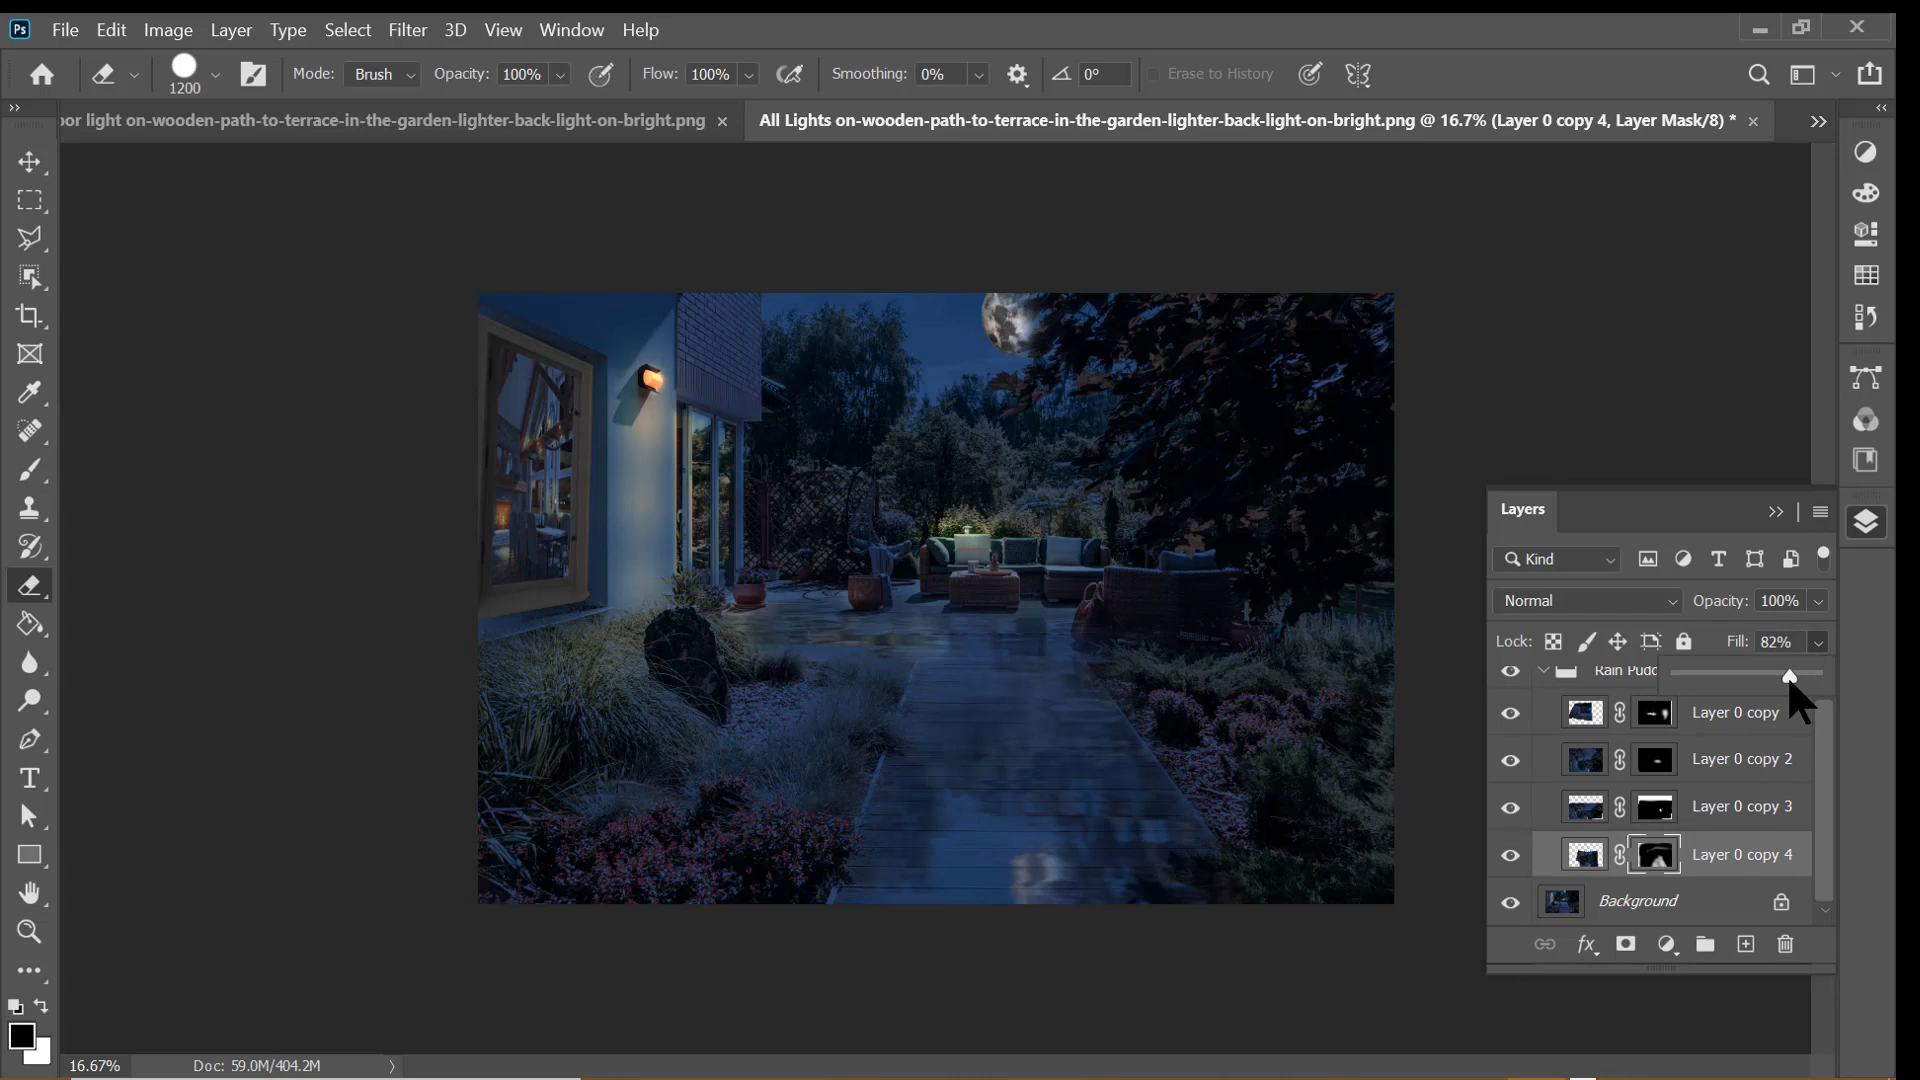 Ps File Edit Image Layer Type Select Filter 3D View Window Help
1200 Mode: Brush Opacity: 100% Flow: 100% Smoothing: 0% 0° Erase to History
or light on-wooden-path-to-terrace-in-the-garden-lighter-back-light-on-bright.png × All Lights on-wooden-path-to-terrace-in-the-garden-lighter-back-light-on-bright.png @ 16.7% (Layer 0 copy 4, Layer Mask/8) * ×
Layers
Kind
Normal Opacity: 100%
Lock: Fill: 82%
Rain Pudd
Layer 0 copy
Layer 0 copy 2
Layer 0 copy 3
Layer 0 copy 4
Background
fx
16.67% Doc: 59.0M/404.2M